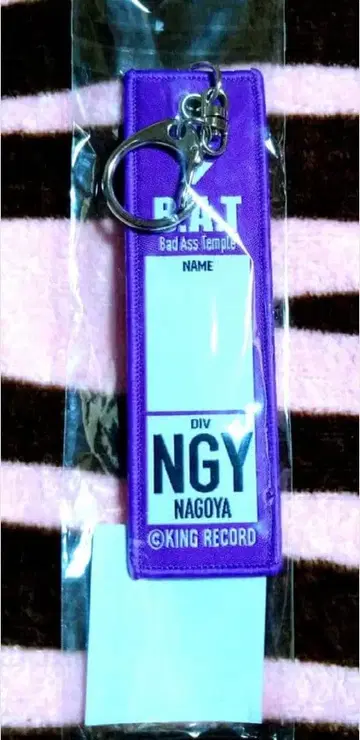 B.A.T
Bad Ass Temple
NAME
DIV
NGY
NAGOYA
©KING RECORD